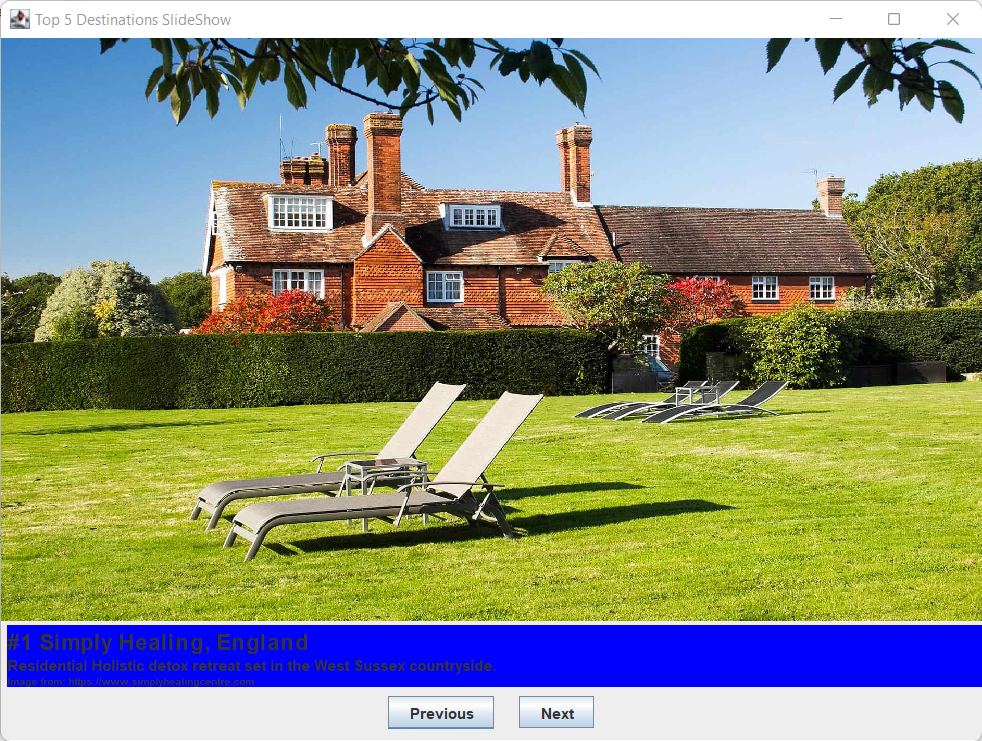 Top 5 Destinations SlideShow
#1 Simply Healing, England
Residential Holistic detox retreat set in the West Sussex countryside.
Image from: https://www.simplyhealingcentre.com
Previous
Next